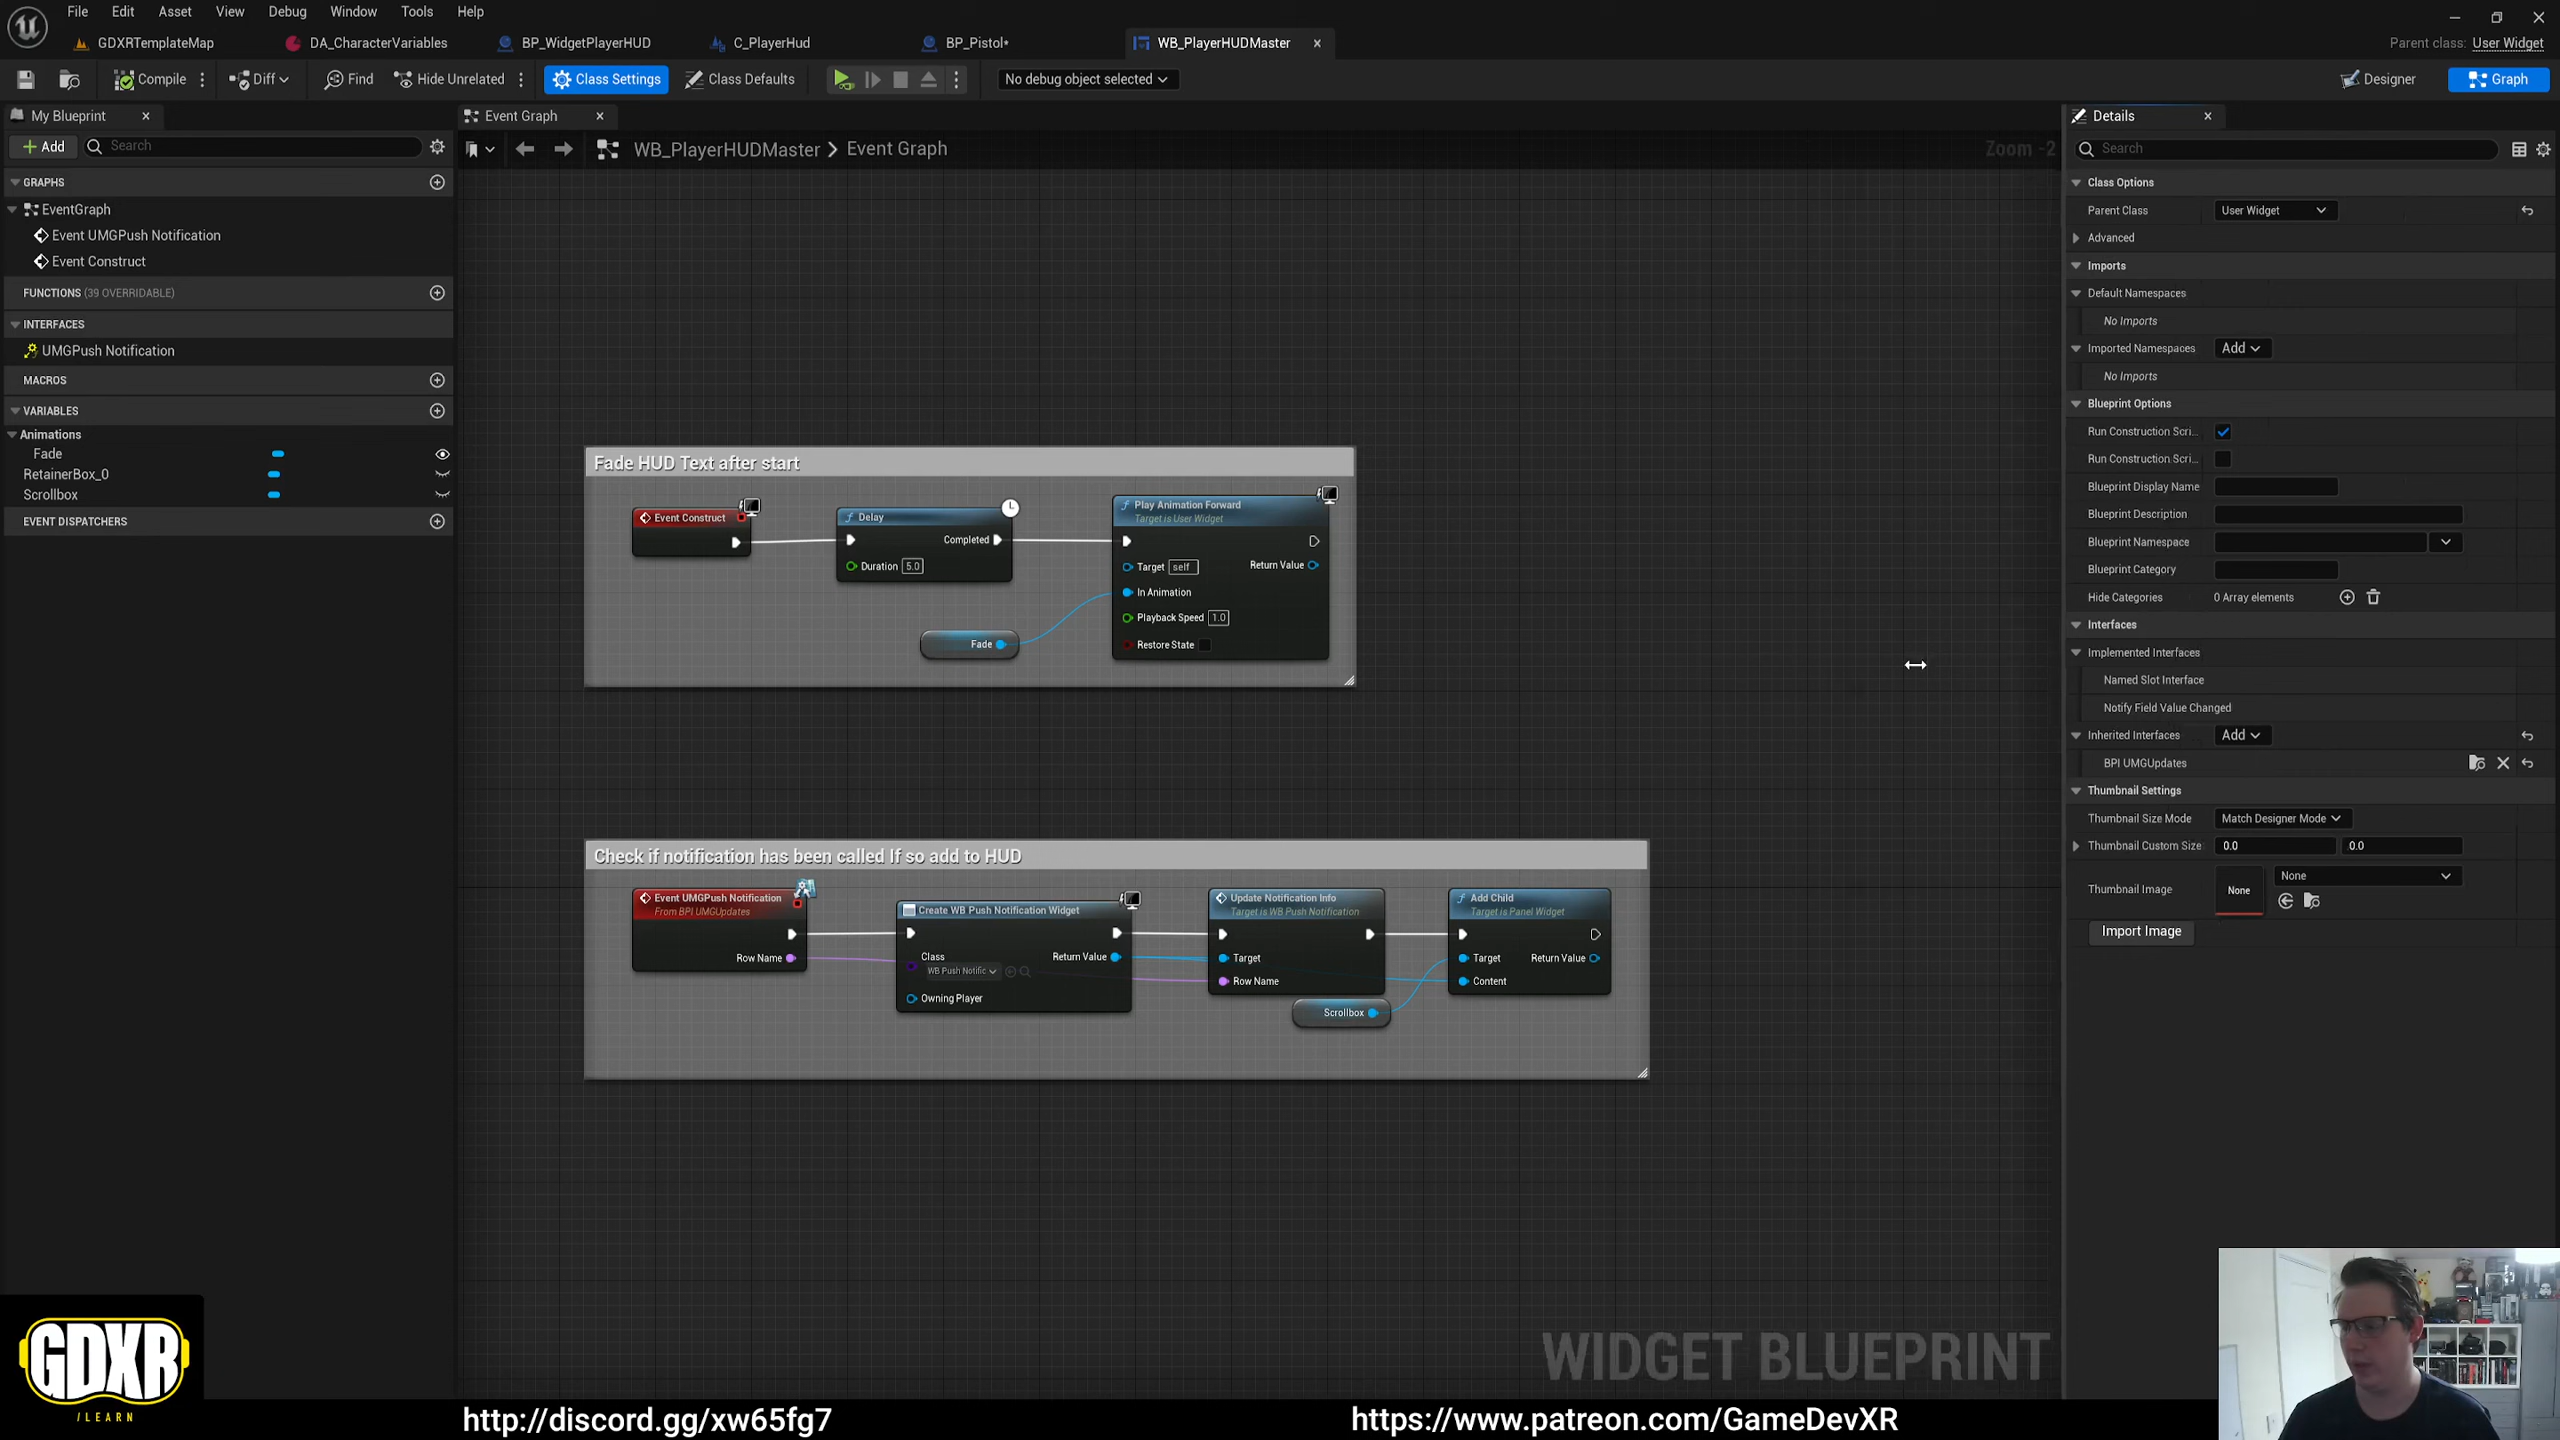 File Edit Asset View Debug Window Tools Help
GDXRTemplateMap DA_CharacterVariables BP_WidgetPlayerHUD C_PlayerHud BP_Pistol* WB_PlayerHUDMaster
Parent class: User Widget
Compile Diff Find Hide Unrelated Class Settings Class Defaults No debug object selected Designer Graph
My Blueprint
Event Graph
Details
Add Search
WB_PlayerHUDMaster > Event Graph
Zoom -2
Search
GRAPHS
EventGraph
Event UMGPush Notification
Event Construct
FUNCTIONS (39 OVERRIDABLE)
INTERFACES
UMGPush Notification
MACROS
VARIABLES
Animations
Fade
RetainerBox_0
Scrollbox
EVENT DISPATCHERS
Fade HUD Text after start
Event Construct
Delay
Completed
Duration 5.0
Fade
Play Animation Forward
Target is User Widget
Target self
Return Value
In Animation
Playback Speed 1.0
Restore State
Check if notification has been called If so add to HUD
Event UMGPush Notification
From BPI UMGUpdates
Row Name
Create WB Push Notification Widget
Class
WB Push Notific
Return Value
Owning Player
Update Notification Info
Target is WB Push Notification
Target
Row Name
Scrollbox
Add Child
Target is Panel Widget
Target
Return Value
Content
WIDGET BLUEPRINT
Class Options
Parent Class User Widget
Advanced
Imports
Default Namespaces
No Imports
Imported Namespaces Add
No Imports
Blueprint Options
Run Construction Scri...
Run Construction Scri...
Blueprint Display Name
Blueprint Description
Blueprint Namespace
Blueprint Category
Hide Categories 0 Array elements
Interfaces
Implemented Interfaces
Named Slot Interface
Notify Field Value Changed
Inherited Interfaces Add
BPI UMGUpdates
Thumbnail Settings
Thumbnail Size Mode Match Designer Mode
Thumbnail Custom Size 0.0 0.0
Thumbnail Image None None
Import Image
GDXR
/LEARN
http://discord.gg/xw65fg7
https://www.patreon.com/GameDevXR